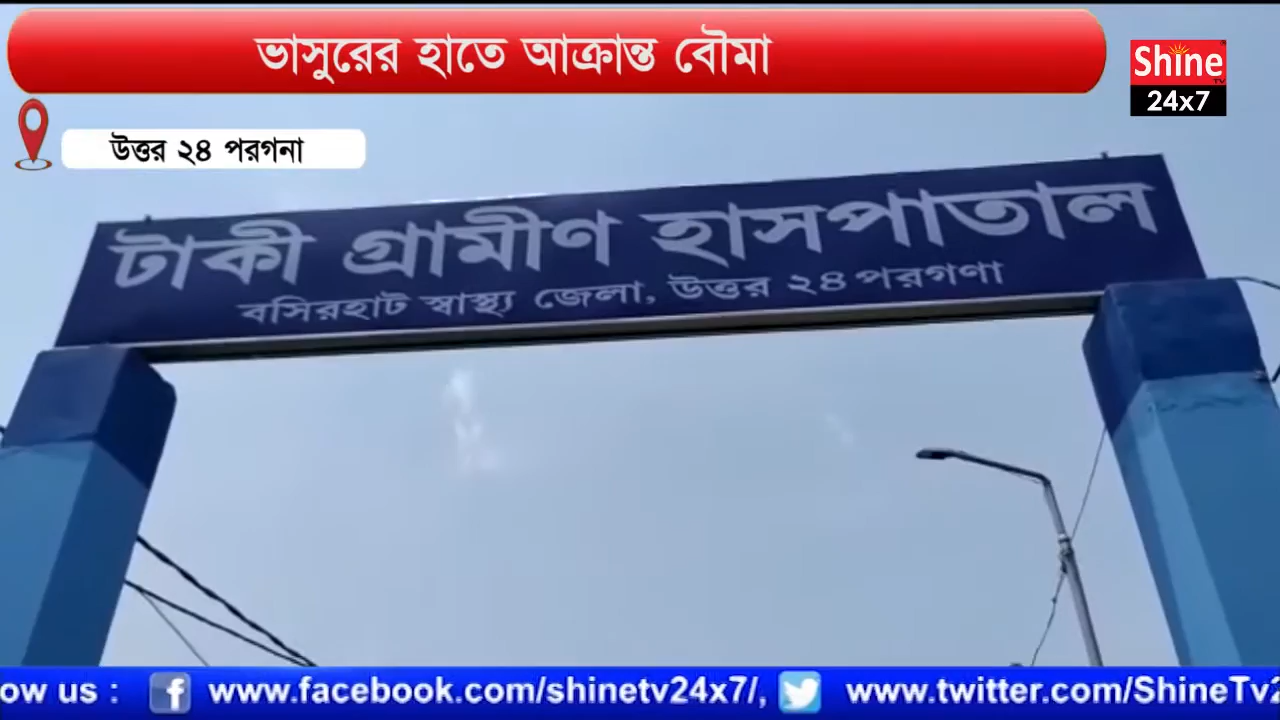 ভাসুরের হাতে আক্রান্ত বৌমা
Shine
TV
24x7
উত্তর ২৪ পরগনা
টাকী গ্রামীণ হাসপাতাল
বসিরহাট স্বাস্থ্য জেলা, উত্তর ২৪ পরগণা
ow us : f www.facebook.com/shinetv24x7/, www.twitter.com/ShineTv2